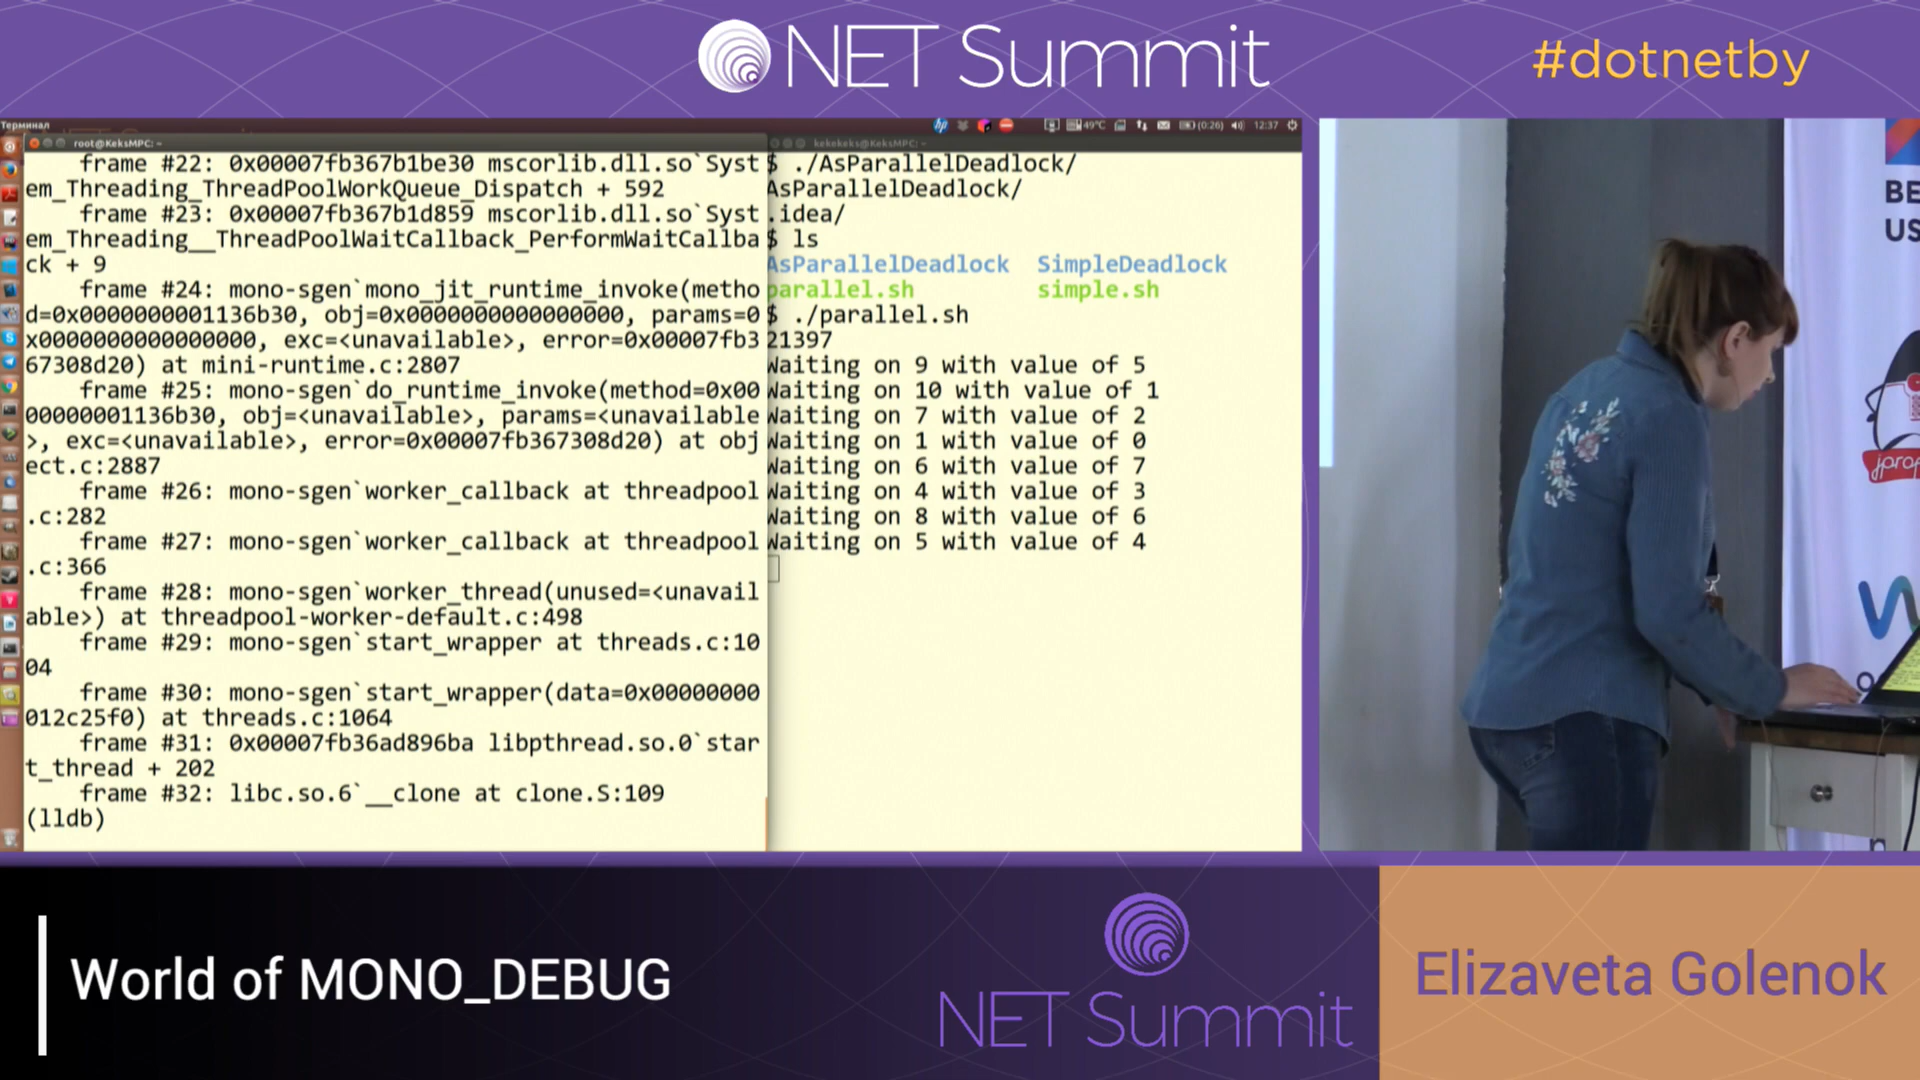 NET Summit
#dotnetby
Терминал
49°C
(0:26)
12:37
root@KeksMPC: ~
frame #22: 0x00007fb367b1be30 mscorlib.dll.so`Syst
em_Threading_ThreadPoolWorkQueue_Dispatch + 592
frame #23: 0x00007fb367b1d859 mscorlib.dll.so`Syst
em_Threading__ThreadPoolWaitCallback_PerformWaitCallba
ck + 9
frame #24: mono-sgen`mono_jit_runtime_invoke(metho
d=0x0000000001136b30, obj=0x0000000000000000, params=0
x0000000000000000, exc=<unavailable>, error=0x00007fb3
67308d20) at mini-runtime.c:2807
frame #25: mono-sgen`do_runtime_invoke(method=0x00
00000001136b30, obj=<unavailable>, params=<unavailable
>, exc=<unavailable>, error=0x00007fb367308d20) at obj
ect.c:2887
frame #26: mono-sgen`worker_callback at threadpool
.c:282
frame #27: mono-sgen`worker_callback at threadpool
.c:366
frame #28: mono-sgen`worker_thread(unused=<unavail
able>) at threadpool-worker-default.c:498
frame #29: mono-sgen`start_wrapper at threads.c:10
04
frame #30: mono-sgen`start_wrapper(data=0x00000000
012c25f0) at threads.c:1064
frame #31: 0x00007fb36ad896ba libpthread.so.0`star
t_thread + 202
frame #32: libc.so.6`__clone at clone.S:109
(lldb)
kekekeks@KeksMPC: ~
$ ./AsParallelDeadlock/
AsParallelDeadlock/
.idea/
$ ls
AsParallelDeadlock SimpleDeadlock
parallel.sh simple.sh
$ ./parallel.sh
21397
Waiting on 9 with value of 5
Waiting on 10 with value of 1
Waiting on 7 with value of 2
Waiting on 1 with value of 0
Waiting on 6 with value of 7
Waiting on 4 with value of 3
Waiting on 8 with value of 6
Waiting on 5 with value of 4
BE
US
jprof
World of MONO_DEBUG
NET Summit
Elizaveta Golenok